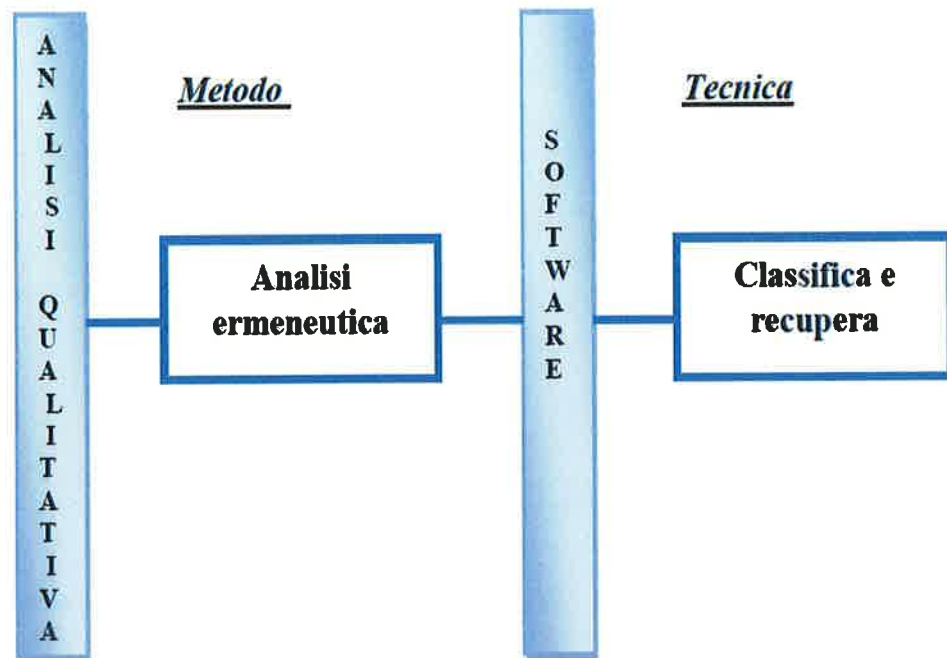 ANALISI QUALITATIVA
Metodo
Analisi
ermeneutica
SOFTWARE
Tecnica
Classifica e
recupera